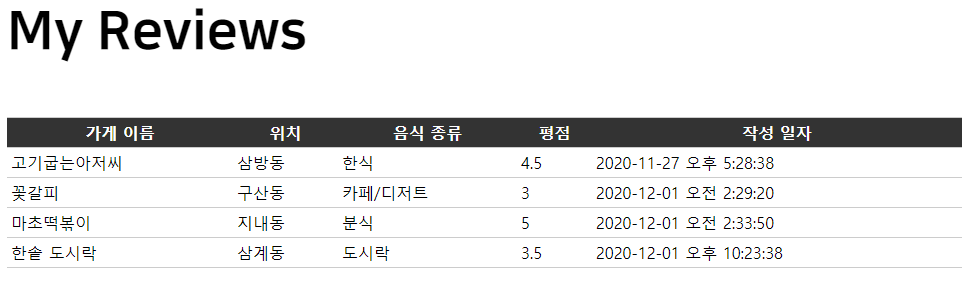 My Reviews
가게 이름 위치 음식 종류 평점 작성 일자
고기굽는아저씨 삼방동 한식 4.5 2020-11-27 오후 5:28:38
꽃갈피 구산동 카페/디저트 3 2020-12-01 오전 2:29:20
마초떡볶이 지내동 분식 5 2020-12-01 오전 2:33:50
한솥 도시락 삼계동 도시락 3.5 2020-12-01 오후 10:23:38